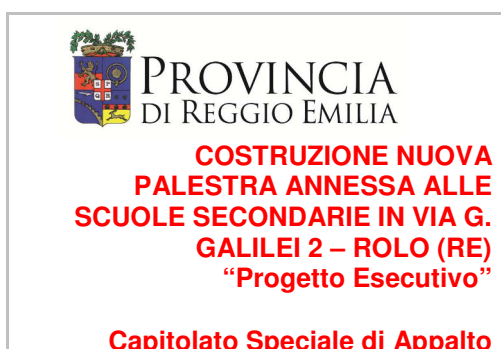 PROVINCIA
DI REGGIO EMILIA
COSTRUZIONE NUOVA
PALESTRA ANNESSA ALLE
SCUOLE SECONDARIE IN VIA G.
GALILEI 2 – ROLO (RE)
“Progetto Esecutivo”
Capitolato Speciale di Appalto